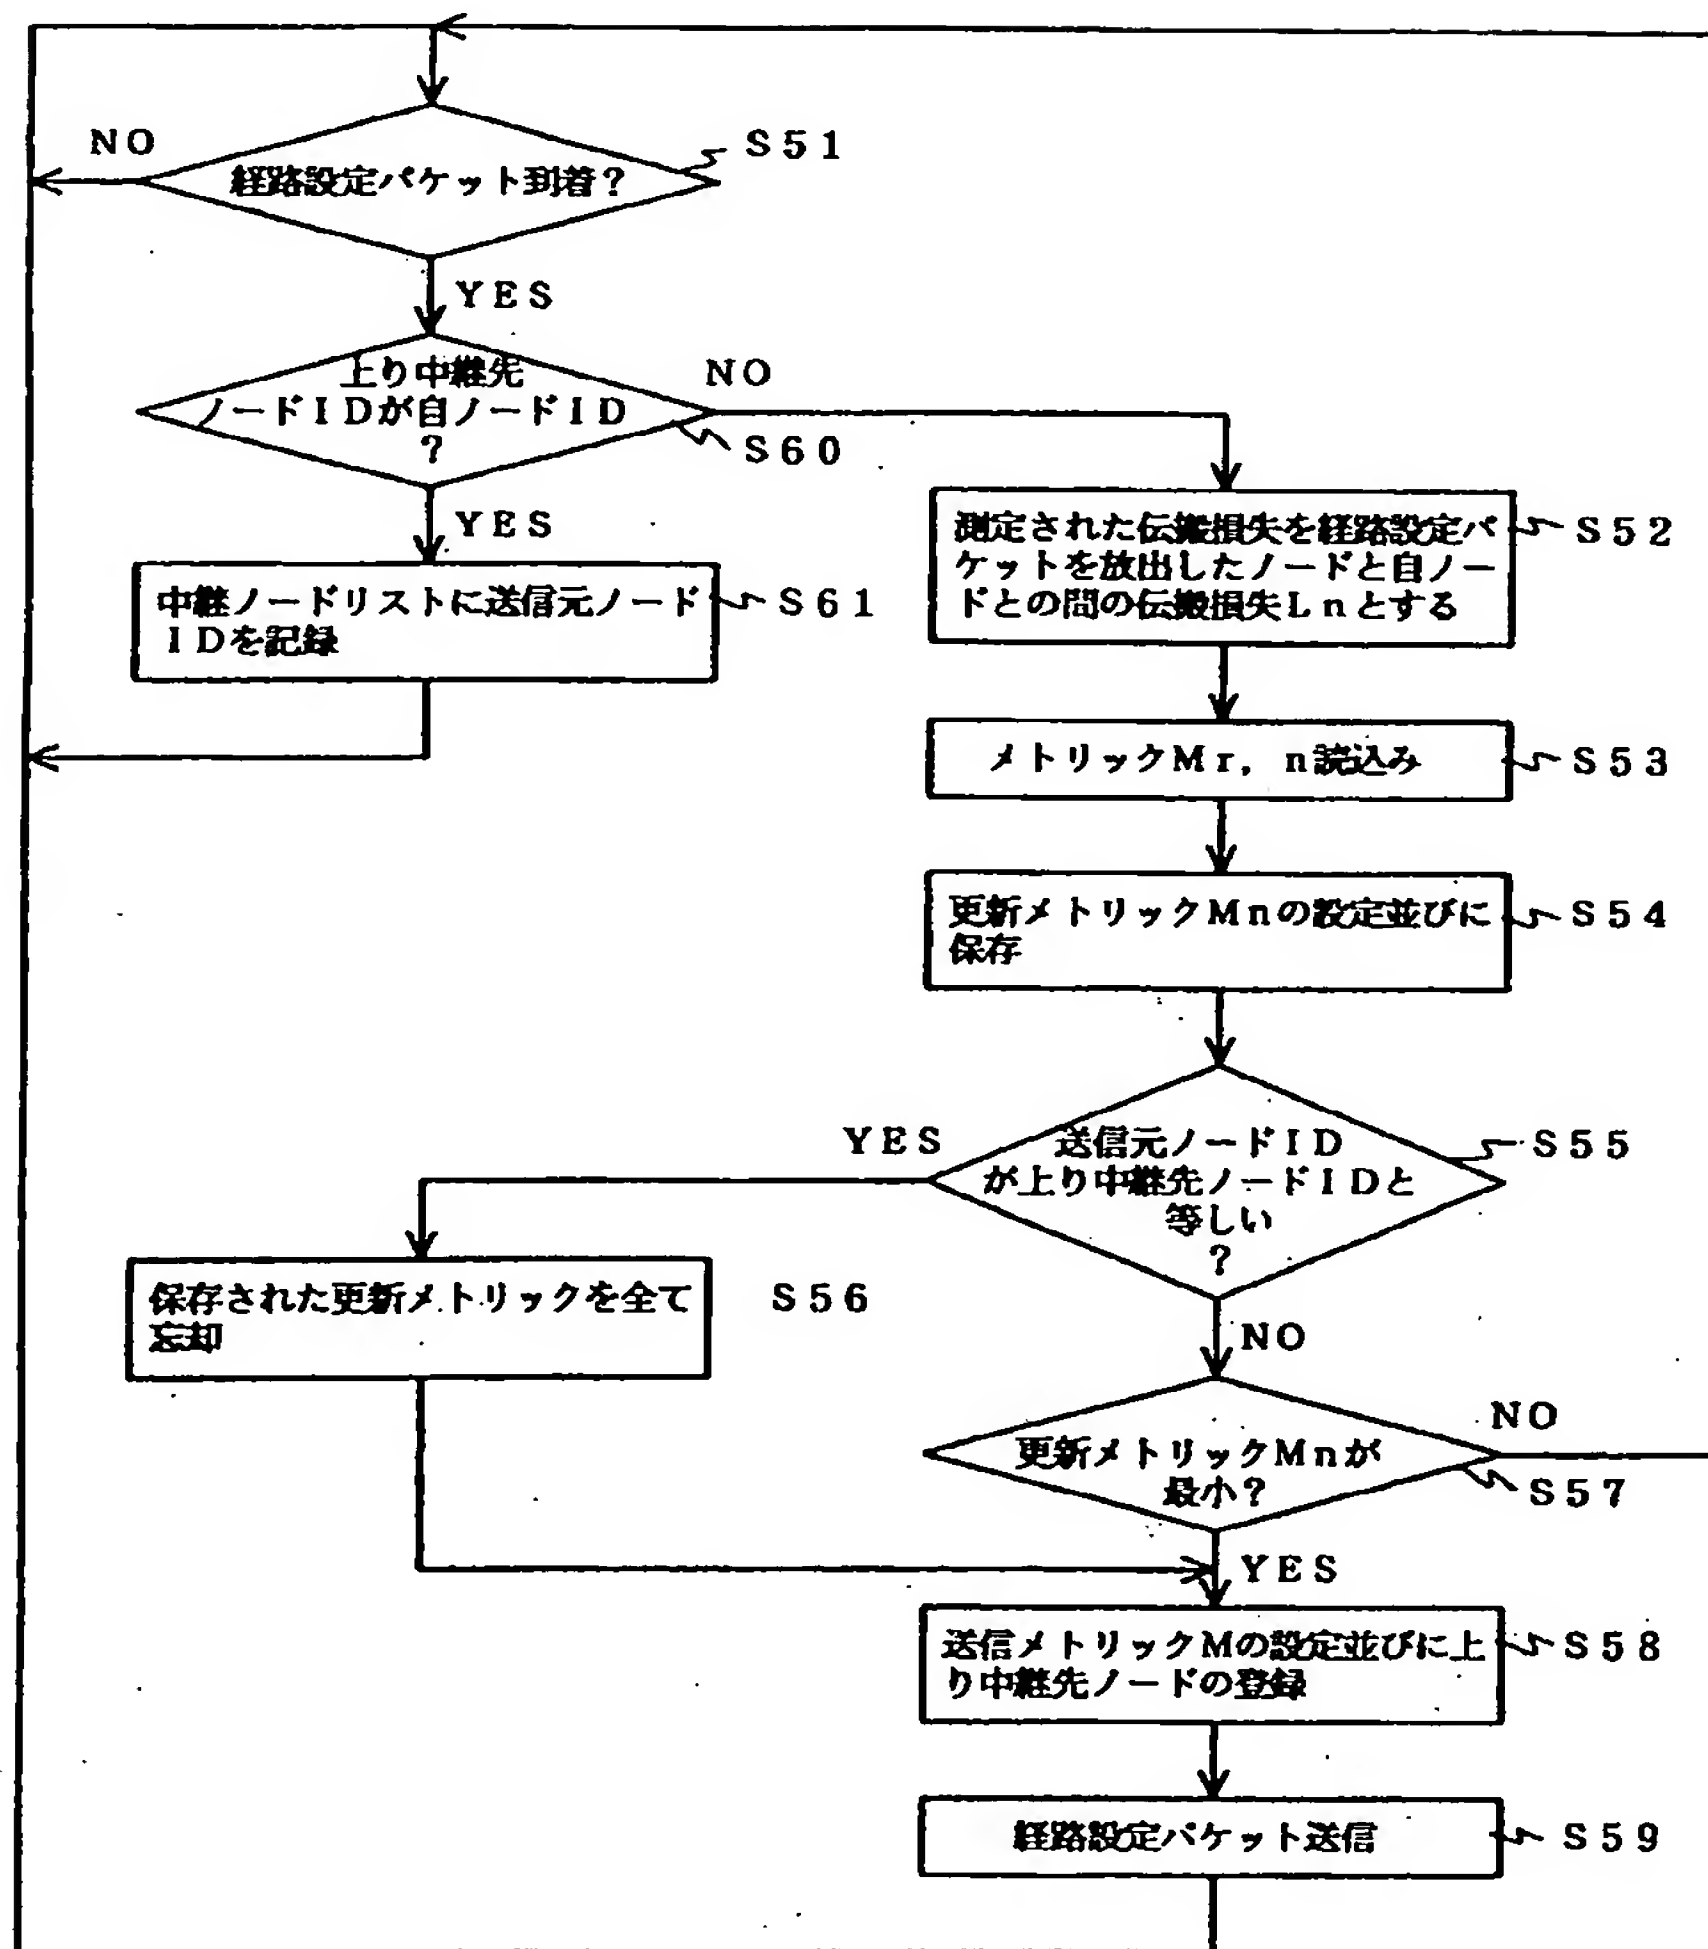 NO
S51
経路設定パケット到着?
YES
上り中継先
ノードIDが自ノードID
?
NO
S60
YES
中継ノードリストに送信元ノード
IDを記録
S61
測定された伝搬損失を経路設定パ
ケットを放出したノードと自ノー
ドとの間の伝搬損失Lnとする
S52
メトリックMr,n読込み
S53
更新メトリックMnの設定並びに
保存
S54
送信元ノードID
が上り中継先ノードIDと
等しい
?
S55
YES
保存された更新メトリックを全て
忘却
S56
NO
更新メトリックMnが
最小?
NO
S57
YES
送信メトリックMの設定並びに上
り中継先ノードの登録
S58
経路設定パケット送信
S59